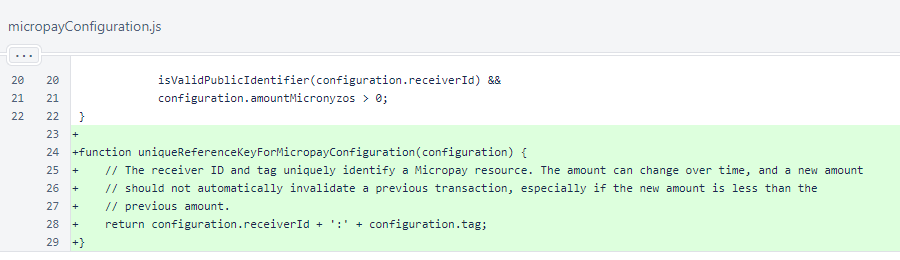 micropayConfiguration.js
...
20 20 isValidPublicIdentifier(configuration.receiverId) &&
21 21 configuration.amountMicronyzos > 0;
22 22 }
23 +
24 +function uniqueReferenceKeyForMicropayConfiguration(configuration) {
25 + // The receiver ID and tag uniquely identify a Micropay resource. The amount can change over time, and a new amount
26 + // should not automatically invalidate a previous transaction, especially if the new amount is less than the
27 + // previous amount.
28 + return configuration.receiverId + ':' + configuration.tag;
29 +}